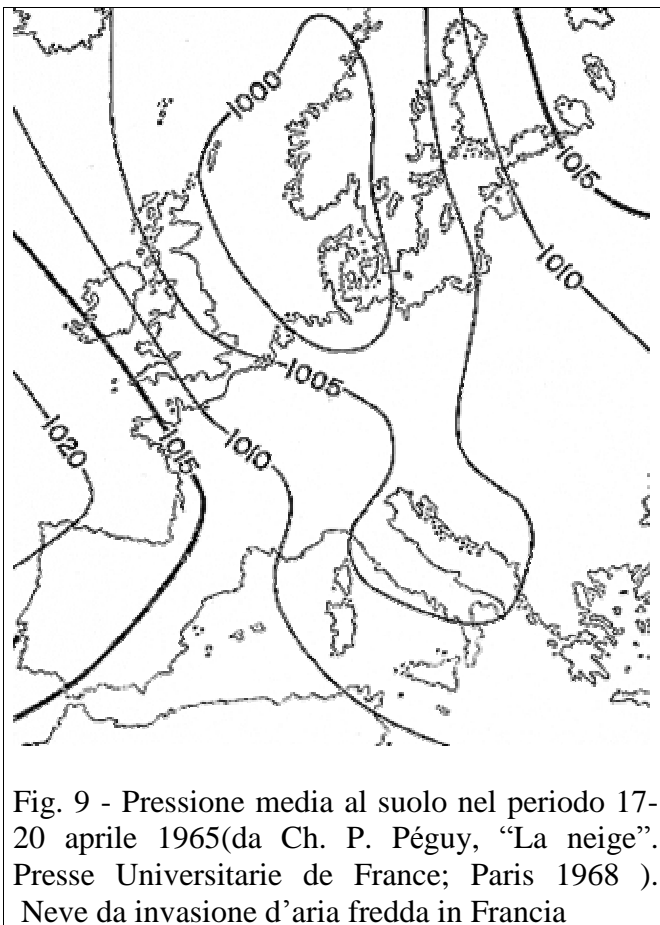 1000
1015
1010
1005
1020
1015
1010
Fig. 9 - Pressione media al suolo nel periodo 17-
20 aprile 1965(da Ch. P. Péguy, “La neige”.
Presse Universitarie de France; Paris 1968 ).
Neve da invasione d’aria fredda in Francia